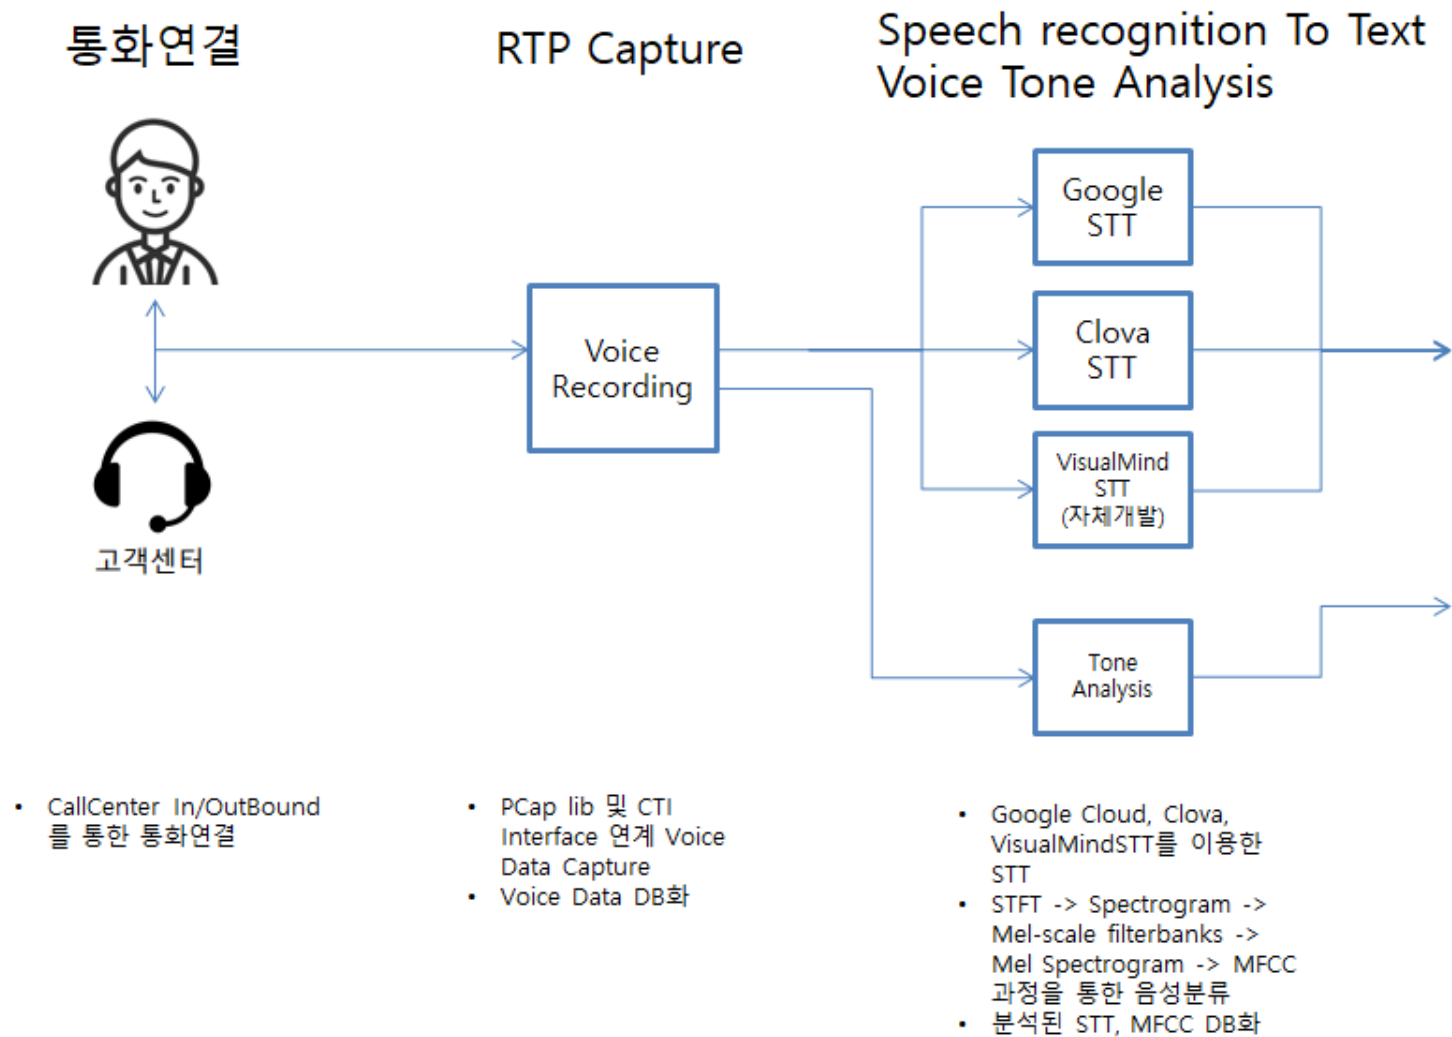 통화연결
RTP Capture
Speech recognition To Text
Voice Tone Analysis
고객센터
Voice
Recording
Google
STT
Clova
STT
VisualMind
STT
(자체개발)
Tone
Analysis
• CallCenter In/OutBound
를 통한 통화연결
• PCap lib 및 CTI
Interface 연계 Voice
Data Capture
• Voice Data DB화
• Google Cloud, Clova,
VisualMindSTT를 이용한
STT
• STFT -> Spectrogram ->
Mel-scale filterbanks ->
Mel Spectrogram -> MFCC
과정을 통한 음성분류
• 분석된 STT, MFCC DB화